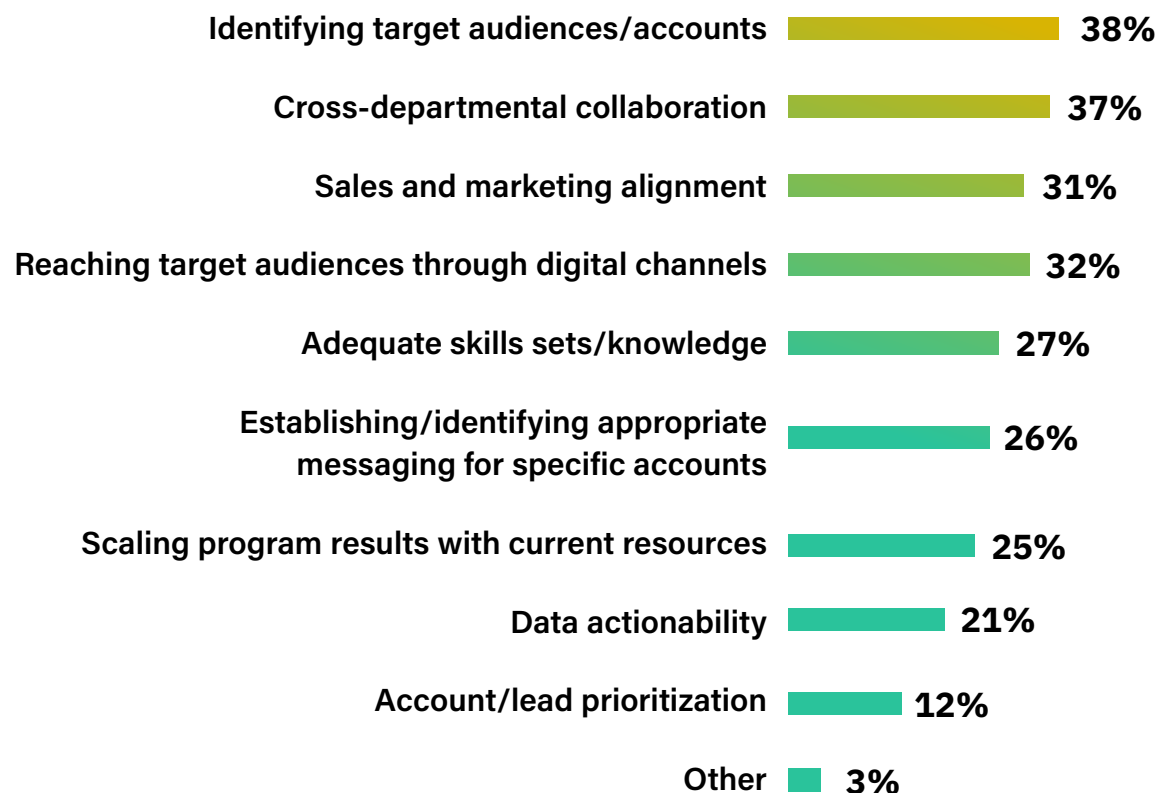 Identifying target audiences/accounts 38%
Cross-departmental collaboration 37%
Sales and marketing alignment 31%
Reaching target audiences through digital channels 32%
Adequate skills sets/knowledge 27%
Establishing/identifying appropriate
messaging for specific accounts 26%
Scaling program results with current resources 25%
Data actionability 21%
Account/lead prioritization 12%
Other 3%